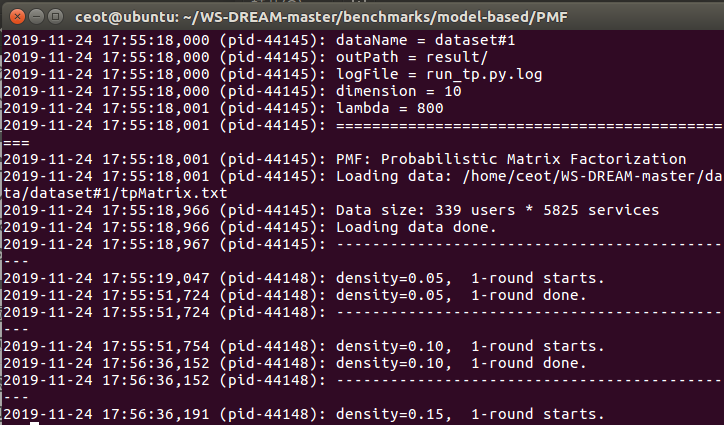 ceot@ubuntu: ~/WS-DREAM-master/benchmarks/model-based/PMF
2019-11-24 17:55:18,000 (pid-44145): dataName = dataset#1
2019-11-24 17:55:18,000 (pid-44145): outPath = result/
2019-11-24 17:55:18,000 (pid-44145): logFile = run_tp.py.log
2019-11-24 17:55:18,000 (pid-44145): dimension = 10
2019-11-24 17:55:18,001 (pid-44145): lambda = 800
2019-11-24 17:55:18,001 (pid-44145): ===========================================
===
2019-11-24 17:55:18,001 (pid-44145): PMF: Probabilistic Matrix Factorization
2019-11-24 17:55:18,001 (pid-44145): Loading data: /home/ceot/WS-DREAM-master/da
ta/dataset#1/tpMatrix.txt
2019-11-24 17:55:18,966 (pid-44145): Data size: 339 users * 5825 services
2019-11-24 17:55:18,966 (pid-44145): Loading data done.
2019-11-24 17:55:18,967 (pid-44145): -------------------------------------------
---
2019-11-24 17:55:19,047 (pid-44148): density=0.05,  1-round starts.
2019-11-24 17:55:51,724 (pid-44148): density=0.05,  1-round done.
2019-11-24 17:55:51,724 (pid-44148): -------------------------------------------
---
2019-11-24 17:55:51,754 (pid-44148): density=0.10,  1-round starts.
2019-11-24 17:56:36,152 (pid-44148): density=0.10,  1-round done.
2019-11-24 17:56:36,152 (pid-44148): -------------------------------------------
---
2019-11-24 17:56:36,191 (pid-44148): density=0.15,  1-round starts.